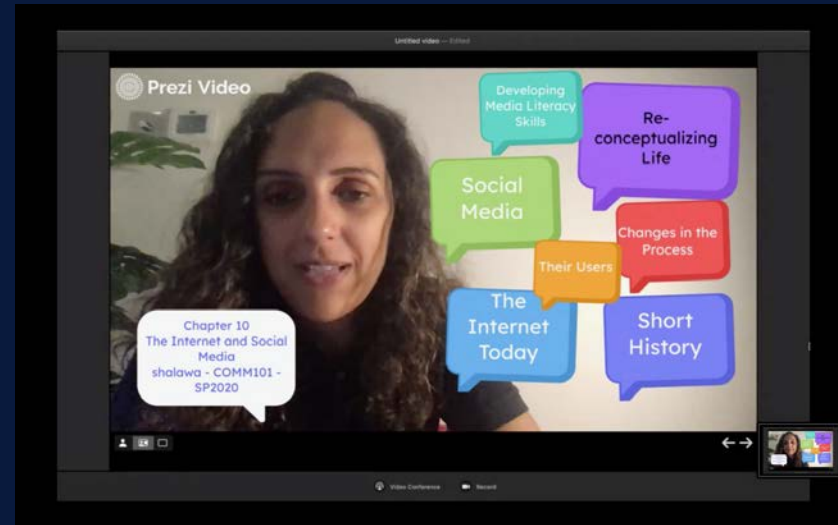 Untitled video — Edited
Prezi Video
Developing
Media Literacy
Skills
Re-
conceptualizing
Life
Social
Media
Changes in the
Process
Their Users
The
Internet
Today
Short
History
Chapter 10
The Internet and Social
Media
shalawa - COMM101 -
SP2020
Video Conference
Record